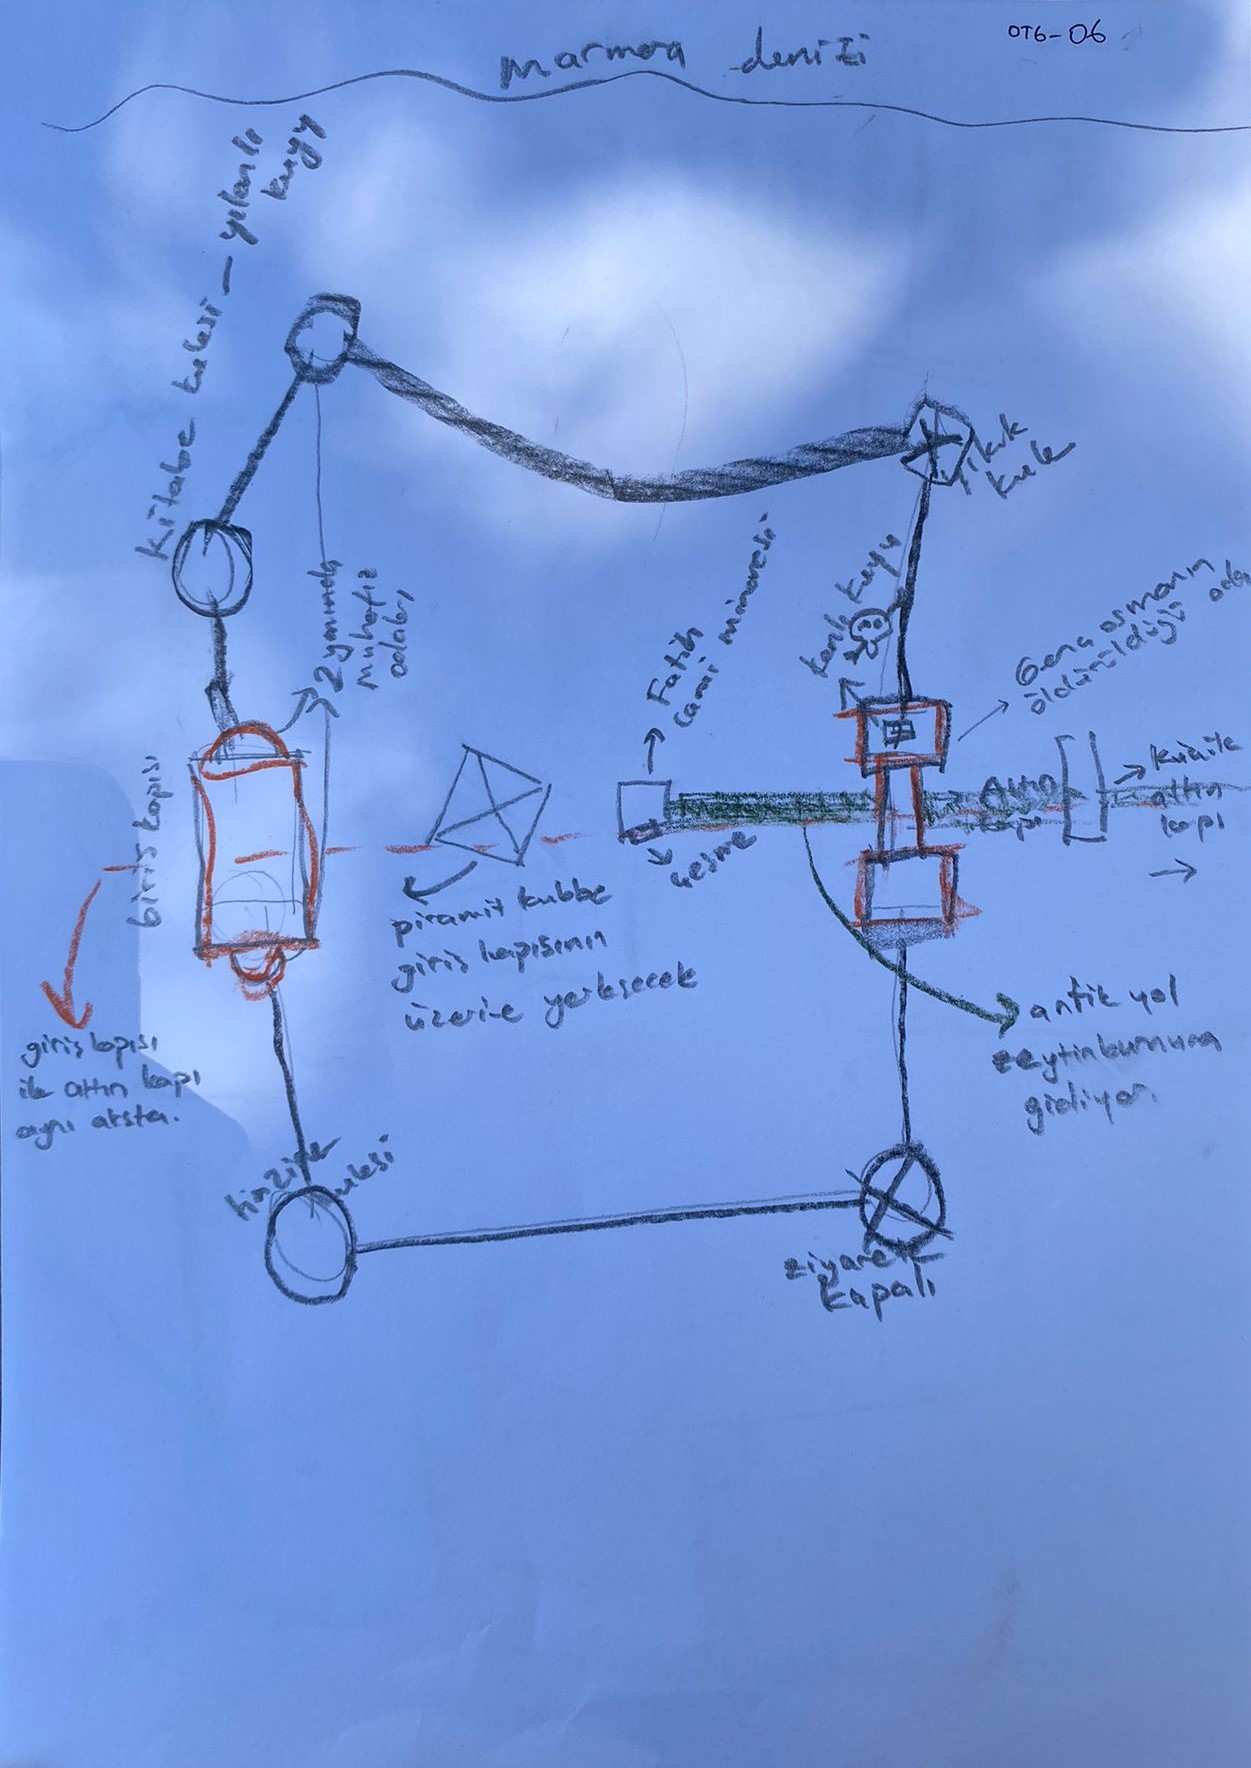 OTG-06
marmara denizi
kitabe kulesi - yılanlı
kuyu
yıkık
kule
2 yanında
muhafız
odaları
Fatih
Cami minaresi
kanlı kuyu
Genç osmanın
öldürüldüğü oda
giriş kapısı
çeşme
Altın
kapı
küçük
altın
kapı
piramit kubbe
giriş kapısının
üzerine yerleşecek
antik yol
zeytinburnuna
gidiyor.
giriş kapısı
ile altın kapı
aynı aksta.
hazine kulesi
ziyarete
kapalı